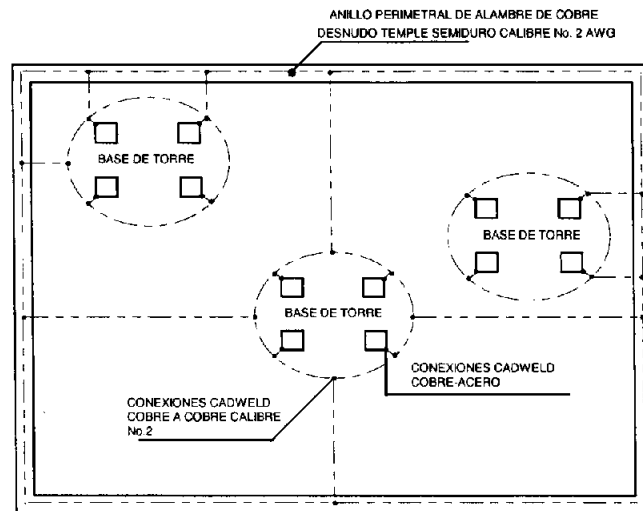 ANILLO PERIMETRAL DE ALAMBRE DE COBRE
DESNUDO TEMPLE SEMIDURO CALIBRE No. 2 AWG
BASE DE TORRE
BASE DE TORRE
BASE DE TORRE
CONEXIONES CADWELD
COBRE-ACERO
CONEXIONES CADWELD
COBRE A COBRE CALIBRE
No.2